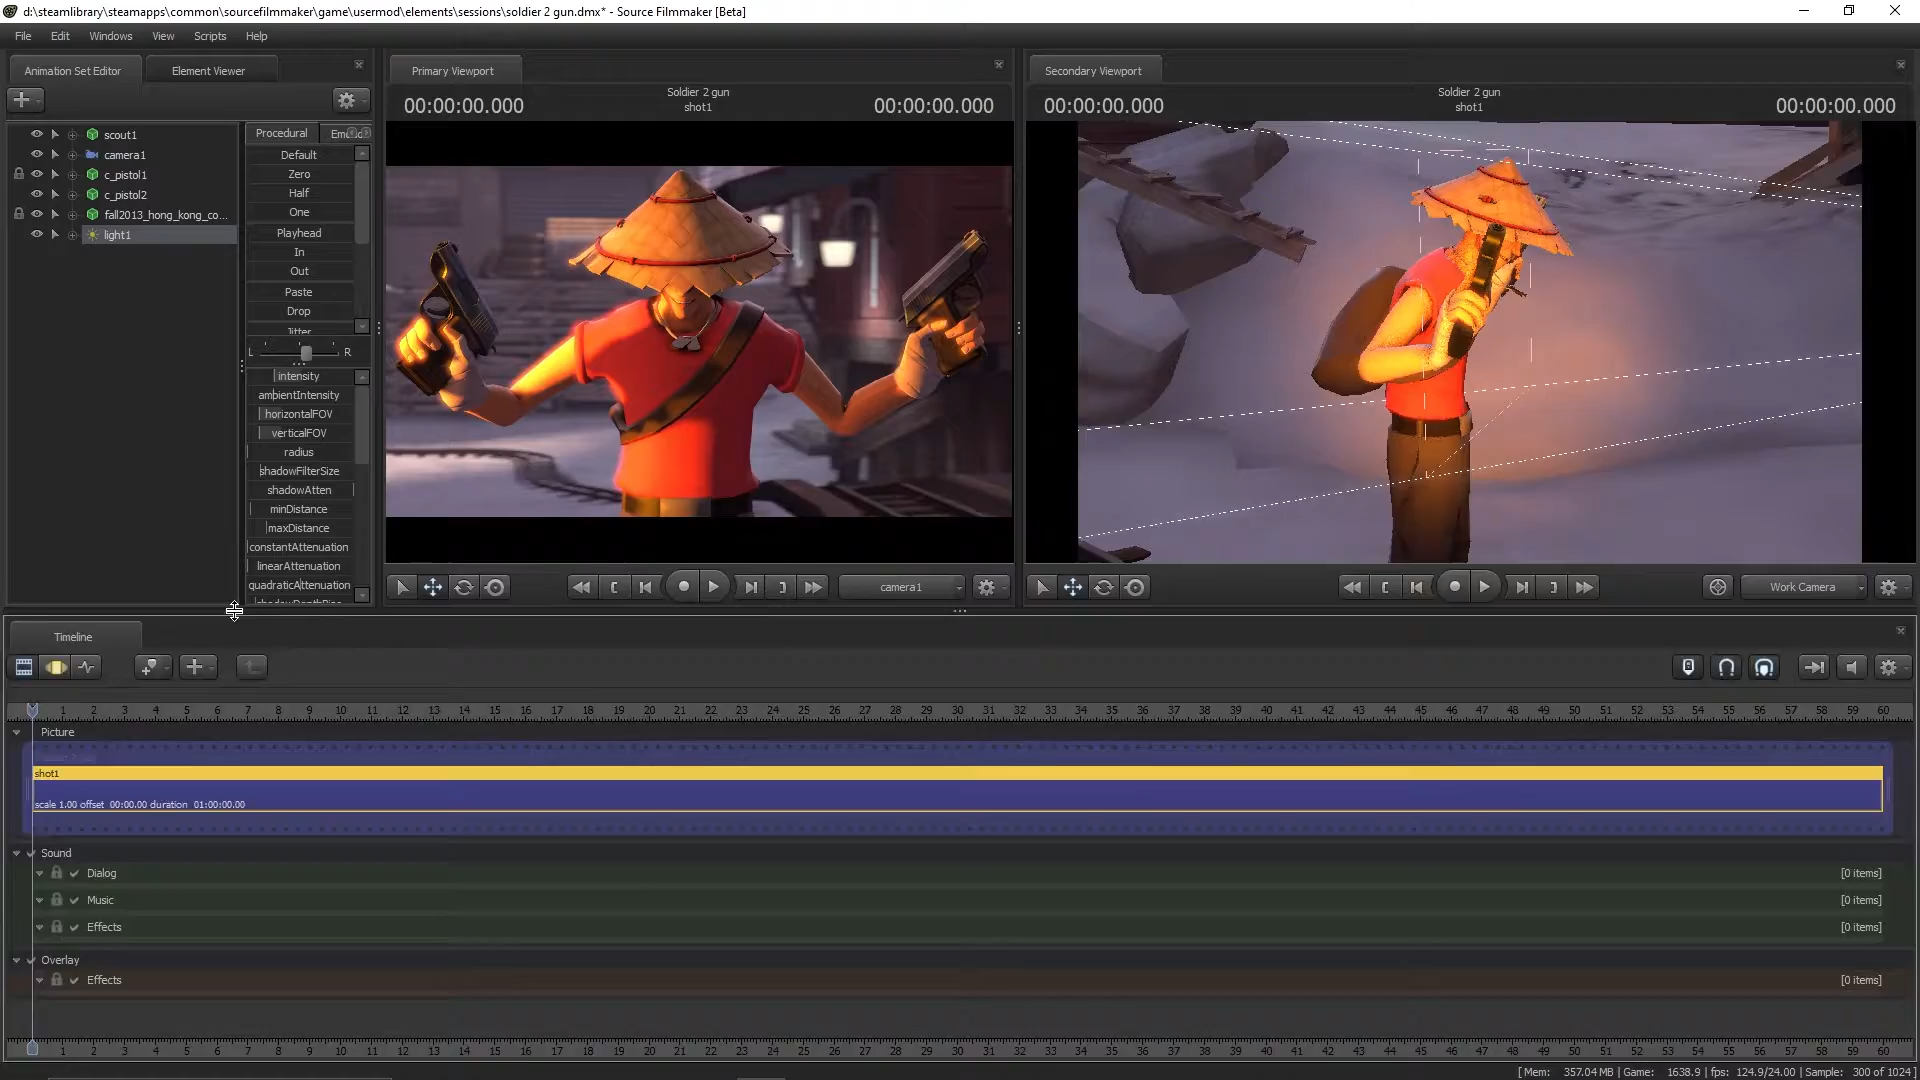 d:\steamlibrary\steamapps\common\sourcefilmmaker\game\usermod\elements\sessions\soldier 2 gun.dmx* - Source Filmmaker [Beta]
File Edit Windows View Scripts Help
Animation Set Editor
Element Viewer
scout1
camera1
c_pistol1
c_pistol2
fall2013_hong_kong_co...
light1
Procedural
Default
Zero
Half
One
Playhead
In
Out
Paste
Drop
Jitter
L R
intensity
ambientIntensity
horizontalFOV
verticalFOV
radius
shadowFilterSize
shadowAtten
minDistance
maxDistance
constantAttenuation
linearAttenuation
quadraticAttenuation
Primary Viewport
00:00:00.000
Soldier 2 gun
shot1
00:00:00.000
camera1
Secondary Viewport
00:00:00.000
Soldier 2 gun
shot1
00:00:00.000
Work Camera
Timeline
1 2 3 4 5 6 7 8 9 10 11 12 13 14 15 16 17 18 19 20 21 22 23 24 25 26 27 28 29 30 31 32 33 34 35 36 37 38 39 40 41 42 43 44 45 46 47 48 49 50 51 52 53 54 55 56 57 58 59 60
Picture
shot1
scale 1.00 offset 00:00.00 duration 01:00:00.00
Sound
Dialog [0 items]
Music [0 items]
Effects [0 items]
Overlay
Effects [0 items]
1 2 3 4 5 6 7 8 9 10 11 12 13 14 15 16 17 18 19 20 21 22 23 24 25 26 27 28 29 30 31 32 33 34 35 36 37 38 39 40 41 42 43 44 45 46 47 48 49 50 51 52 53 54 55 56 57 58 59 60
[ Mem: 357.04 MB | Game: 1638.9 | fps: 124.9/24.00 | Sample: 300 of 1024 ]